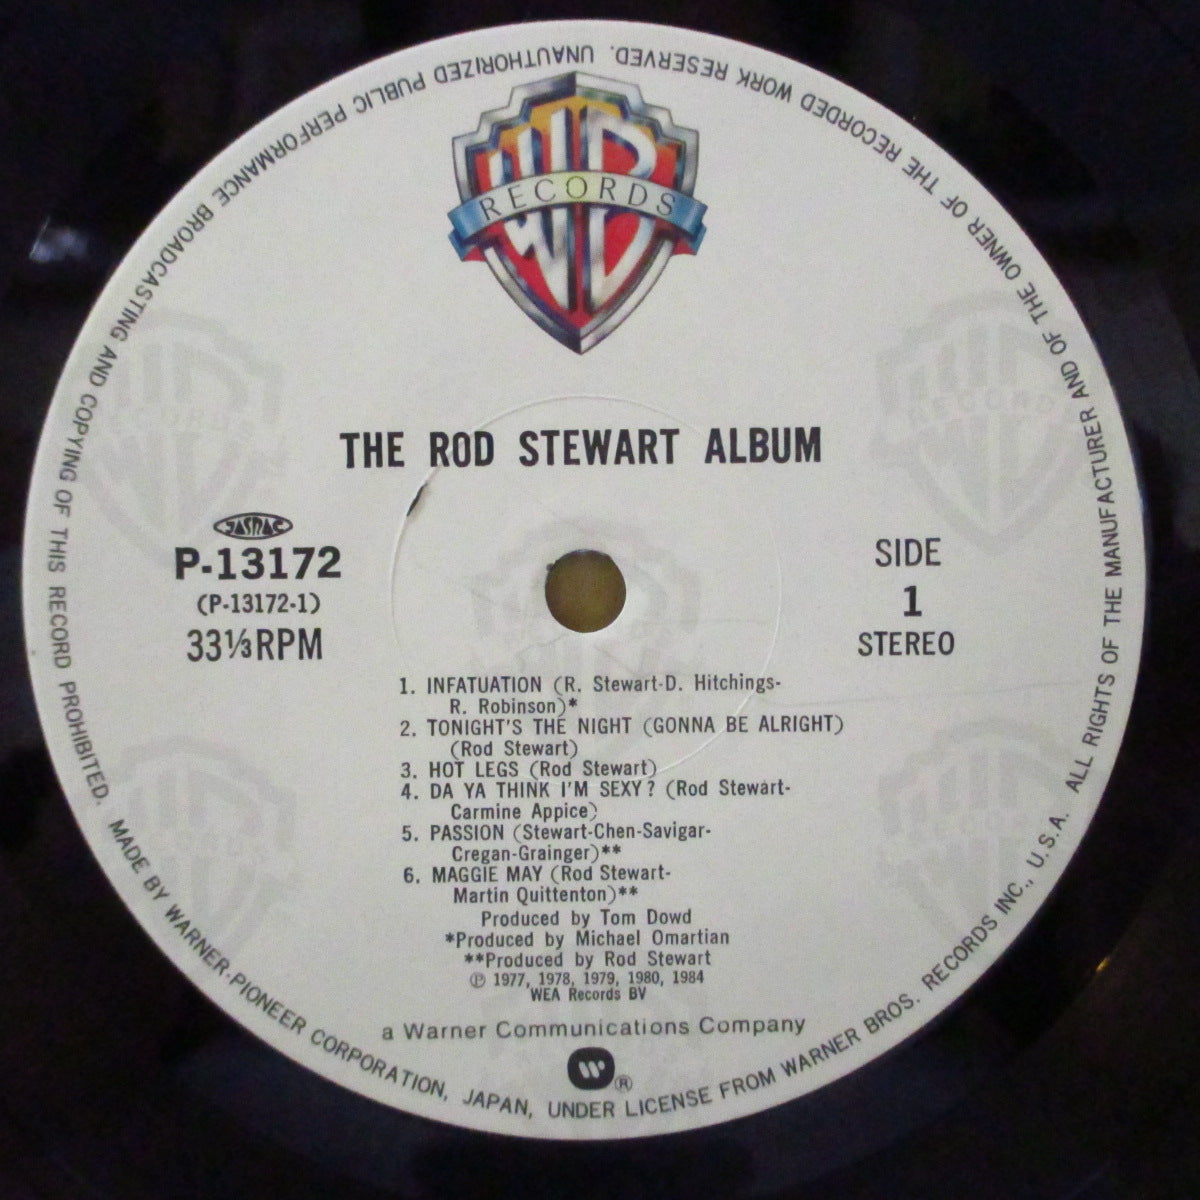 WB
RECORDS
THE ROD STEWART ALBUM
JASRAC
P-13172
(P-13172-1)
33⅓RPM
SIDE
1
STEREO
1. INFATUATION (R. Stewart-D. Hitchings-
R. Robinson)*
2. TONIGHT'S THE NIGHT (GONNA BE ALRIGHT)
(Rod Stewart)
3. HOT LEGS (Rod Stewart)
4. DA YA THINK I'M SEXY? (Rod Stewart-
Carmine Appice)
5. PASSION (Stewart-Chen-Savigar-
Cregan-Grainger)**
6. MAGGIE MAY (Rod Stewart-
Martin Quittenton)**
Produced by Tom Dowd
*Produced by Michael Omartian
**Produced by Rod Stewart
℗ 1977, 1978, 1979, 1980, 1984
WEA Records BV
a Warner Communications Company
W®
MADE BY WARNER-PIONEER CORPORATION, JAPAN, UNDER LICENSE FROM WARNER BROS. RECORDS INC., U.S.A. ALL RIGHTS OF THE MANUFACTURER AND OF THE OWNER OF THE RECORDED WORK RESERVED. UNAUTHORIZED PUBLIC PERFORMANCE BROADCASTING AND COPYING OF THIS RECORD PROHIBITED.